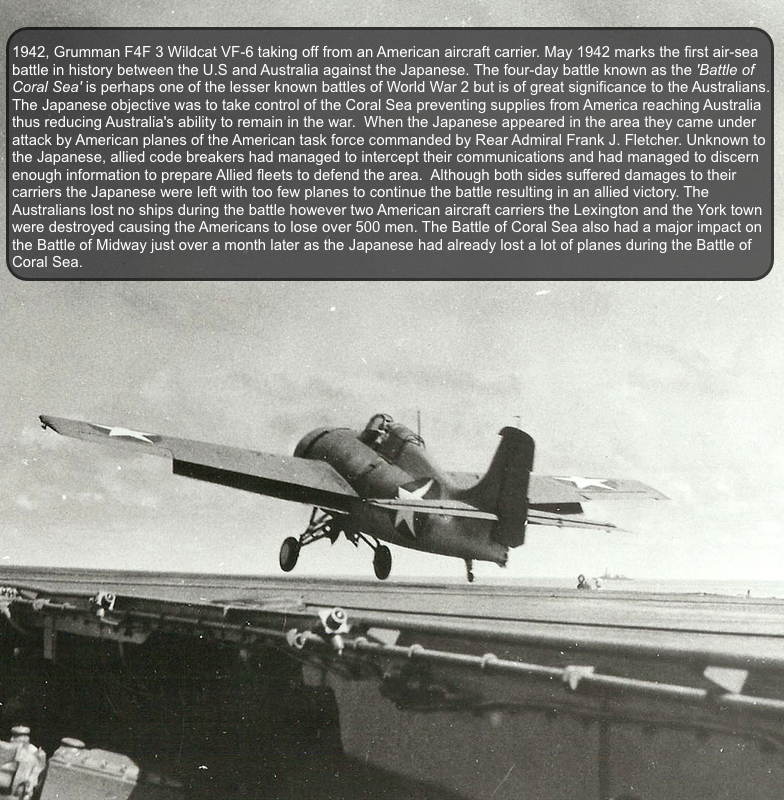 1942, Grumman F4F 3 Wildcat VF-6 taking off from an American aircraft carrier. May 1942 marks the first air-sea
battle in history between the U.S and Australia against the Japanese. The four-day battle known as the 'Battle of
Coral Sea' is perhaps one of the lesser known battles of World War 2 but is of great significance to the Australians.
The Japanese objective was to take control of the Coral Sea preventing supplies from America reaching Australia
thus reducing Australia's ability to remain in the war.  When the Japanese appeared in the area they came under
attack by American planes of the American task force commanded by Rear Admiral Frank J. Fletcher. Unknown to
the Japanese, allied code breakers had managed to intercept their communications and had managed to discern
enough information to prepare Allied fleets to defend the area.  Although both sides suffered damages to their
carriers the Japanese were left with too few planes to continue the battle resulting in an allied victory. The
Australians lost no ships during the battle however two American aircraft carriers the Lexington and the York town
were destroyed causing the Americans to lose over 500 men. The Battle of Coral Sea also had a major impact on
the Battle of Midway just over a month later as the Japanese had already lost a lot of planes during the Battle of
Coral Sea.